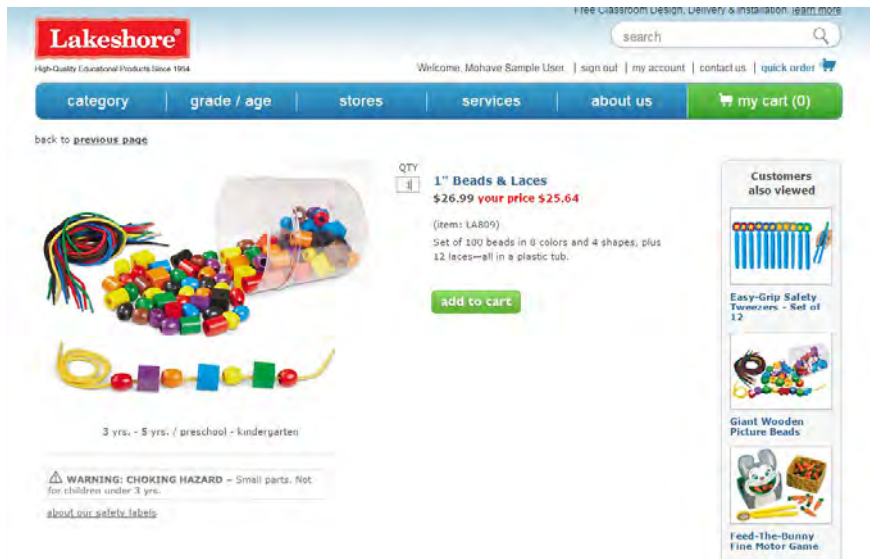 Free Classroom Design, Delivery & Installation. learn more
Lakeshore®
High-Quality Educational Products Since 1954
search
Welcome, Mohave Sample User | sign out | my account | contact us | quick order
category | grade / age | stores | services | about us
my cart (0)
back to previous page
QTY
1
1" Beads & Laces
$26.99 your price $25.64
(item: LA809)
Set of 100 beads in 8 colors and 4 shapes, plus
12 laces—all in a plastic tub.
add to cart
3 yrs. - 5 yrs. / preschool - kindergarten
WARNING: CHOKING HAZARD – Small parts. Not
for children under 3 yrs.
about our safety labels
Customers
also viewed
Easy-Grip Safety
Tweezers - Set of
12
Giant Wooden
Picture Beads
Feed-The-Bunny
Fine Motor Game